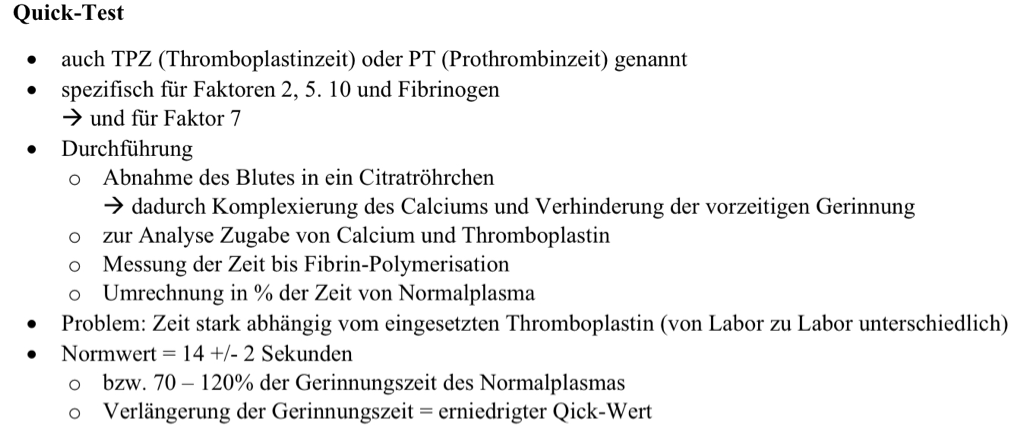 Quick-Test
• auch TPZ (Thromboplastinzeit) oder PT (Prothrombinzeit) genannt
• spezifisch für Faktoren 2, 5. 10 und Fibrinogen
→ und für Faktor 7
• Durchführung
o Abnahme des Blutes in ein Citratröhrchen
→ dadurch Komplexierung des Calciums und Verhinderung der vorzeitigen Gerinnung
o zur Analyse Zugabe von Calcium und Thromboplastin
o Messung der Zeit bis Fibrin-Polymerisation
o Umrechnung in % der Zeit von Normalplasma
• Problem: Zeit stark abhängig vom eingesetzten Thromboplastin (von Labor zu Labor unterschiedlich)
• Normwert = 14 +/- 2 Sekunden
o bzw. 70 – 120% der Gerinnungszeit des Normalplasmas
o Verlängerung der Gerinnungszeit = erniedrigter Qick-Wert